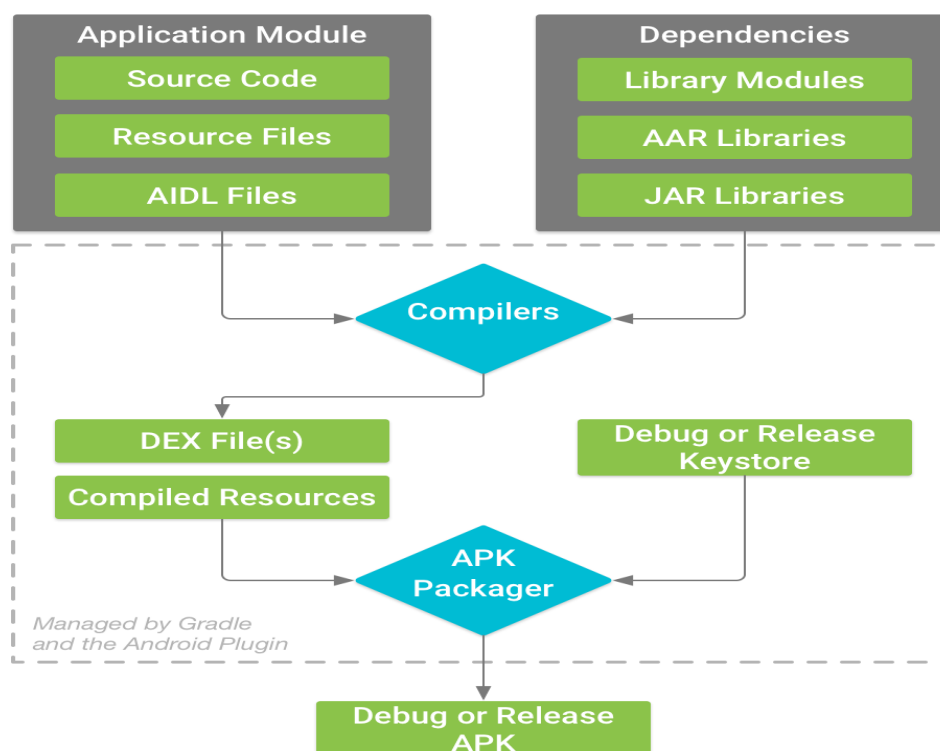 Application Module
Source Code
Resource Files
AIDL Files
Dependencies
Library Modules
AAR Libraries
JAR Libraries
Compilers
DEX File(s)
Compiled Resources
Debug or Release
Keystore
APK
Packager
Managed by Gradle
and the Android Plugin
Debug or Release
APK